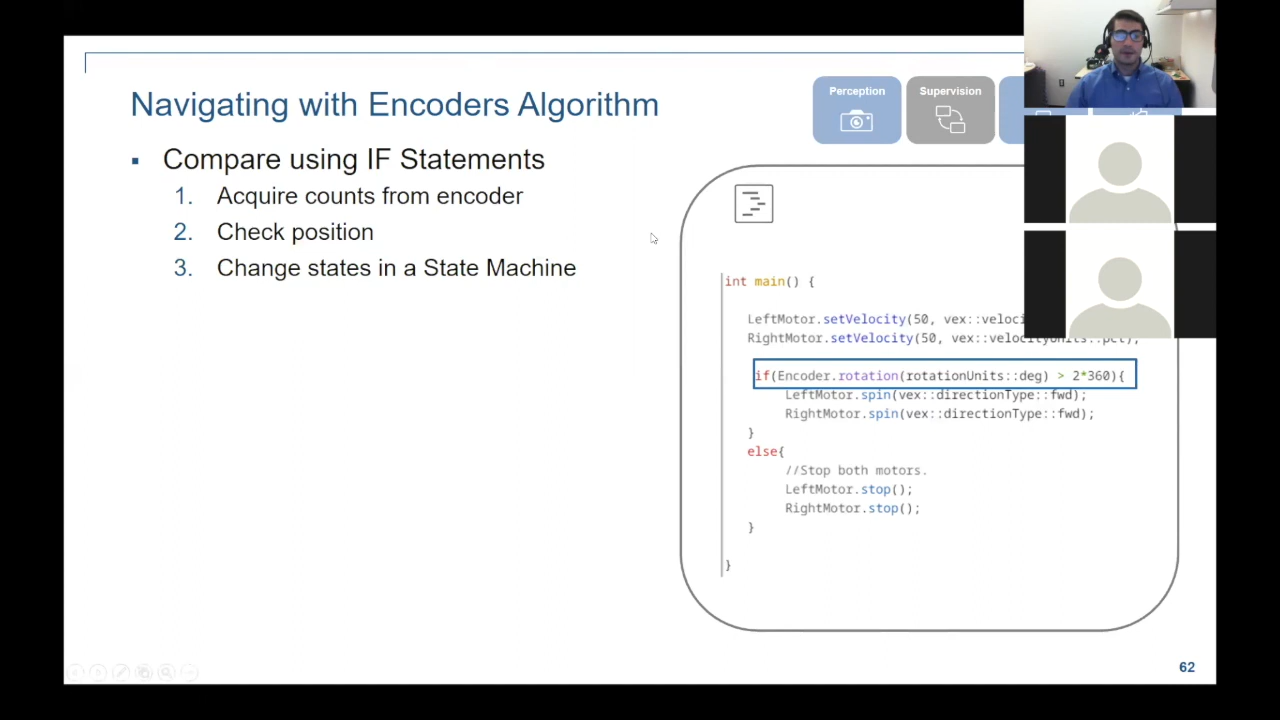 Navigating with Encoders Algorithm
Perception
Supervision
▪ Compare using IF Statements
1. Acquire counts from encoder
2. Check position
3. Change states in a State Machine
int main() {
LeftMotor.setVelocity(50, vex::veloci
RightMotor.setVelocity(50, vex::velocityUnits::pct);
if(Encoder.rotation(rotationUnits::deg) > 2*360){
LeftMotor.spin(vex::directionType::fwd);
RightMotor.spin(vex::directionType::fwd);
}
else{
//Stop both motors.
LeftMotor.stop();
RightMotor.stop();
}
}
62